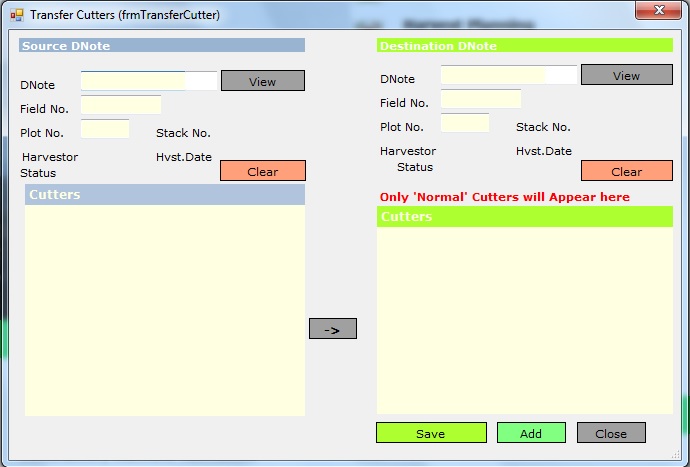 Transfer Cutters (frmTransferCutter)
Harvest Planning
Source DNote
DNote
View
Field No.
Plot No.
Stack No.
Harvestor
Hvst.Date
Status
Clear
Cutters
->
Destination DNote
DNote
View
Field No.
Plot No.
Stack No.
Harvestor
Hvst.Date
Status
Clear
Only 'Normal' Cutters will Appear here
Cutters
Save
Add
Close